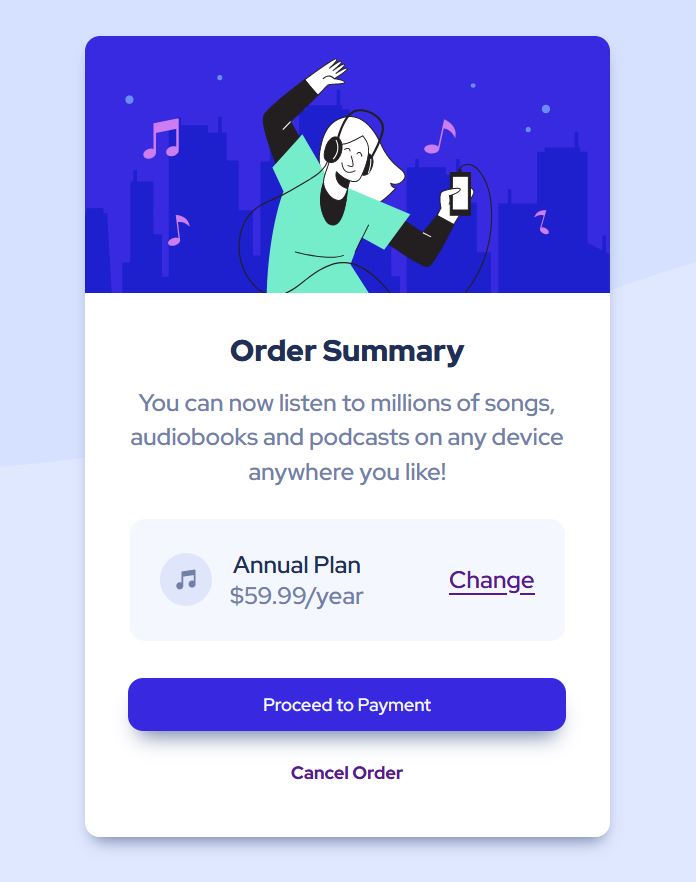 Order Summary
You can now listen to millions of songs,
audiobooks and podcasts on any device
anywhere you like!
Annual Plan
$59.99/year
Change
Proceed to Payment
Cancel Order